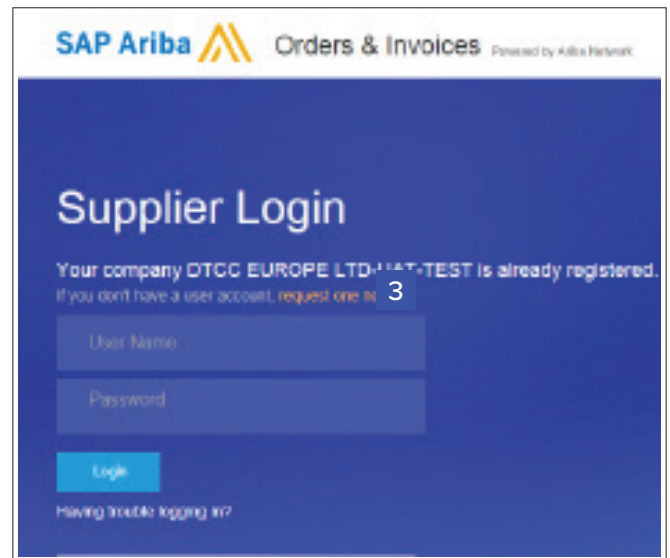 SAP Ariba Orders & Invoices Powered by Ariba Network
Supplier Login
Your company DTCC EUROPE LTD-UAT-TEST is already registered.
If you don't have a user account, request one
3
User Name
Password
Login
Having trouble logging in?